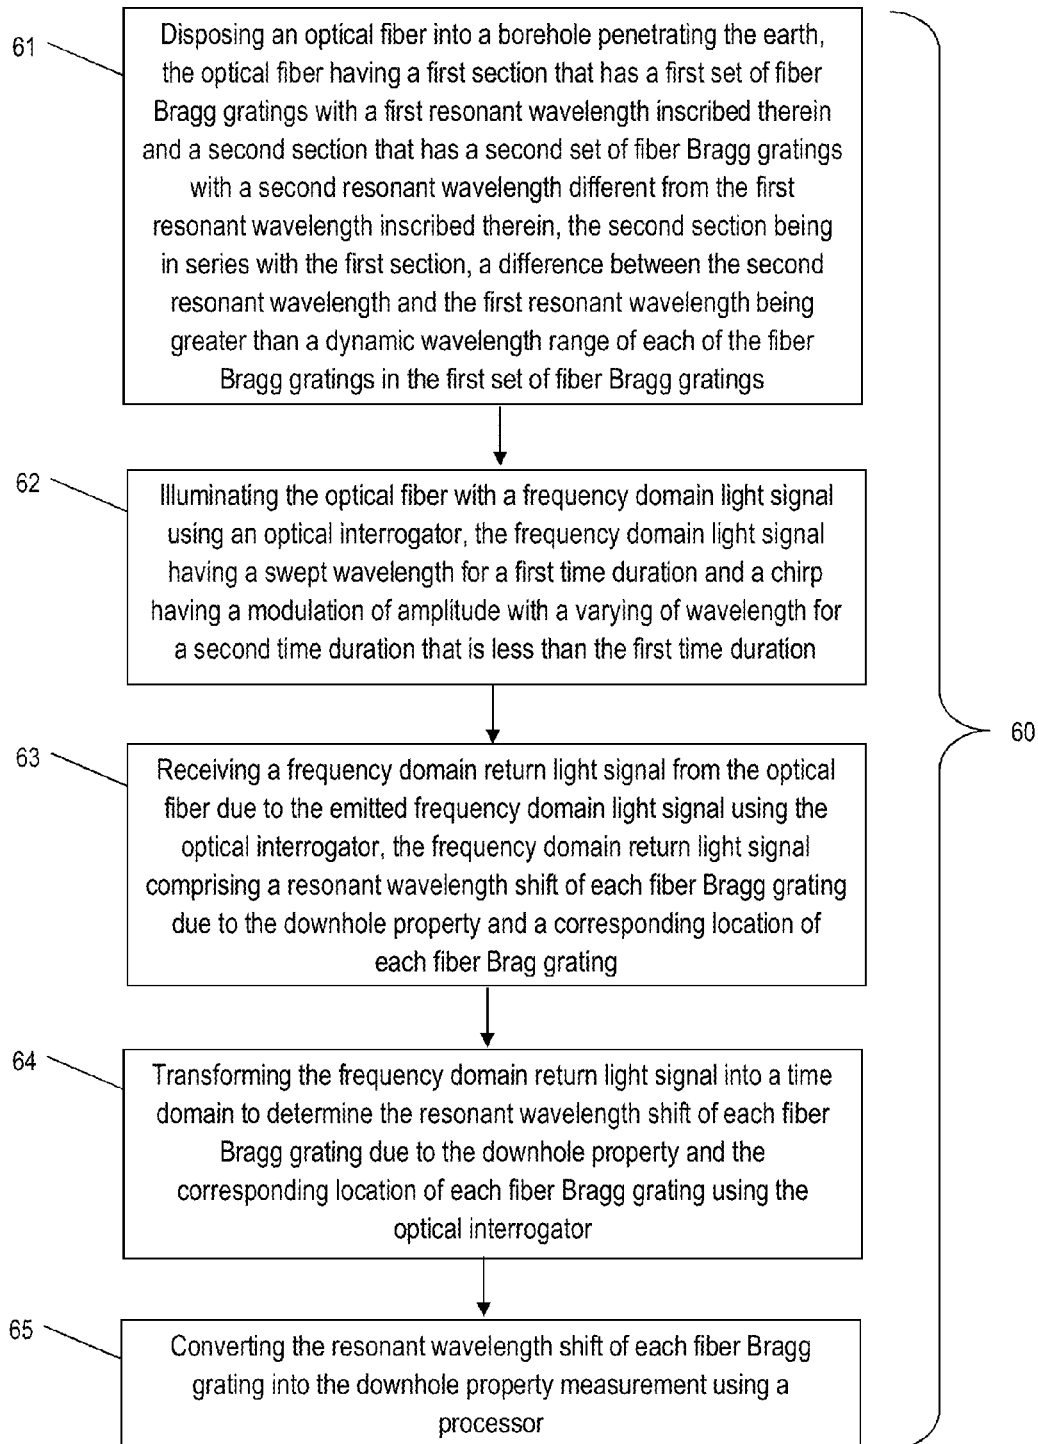 61
Disposing an optical fiber into a borehole penetrating the earth,
the optical fiber having a first section that has a first set of fiber
Bragg gratings with a first resonant wavelength inscribed therein
and a second section that has a second set of fiber Bragg gratings
with a second resonant wavelength different from the first
resonant wavelength inscribed therein, the second section being
in series with the first section, a difference between the second
resonant wavelength and the first resonant wavelength being
greater than a dynamic wavelength range of each of the fiber
Bragg gratings in the first set of fiber Bragg gratings
62
Illuminating the optical fiber with a frequency domain light signal
using an optical interrogator, the frequency domain light signal
having a swept wavelength for a first time duration and a chirp
having a modulation of amplitude with a varying of wavelength for
a second time duration that is less than the first time duration
60
63
Receiving a frequency domain return light signal from the optical
fiber due to the emitted frequency domain light signal using the
optical interrogator, the frequency domain return light signal
comprising a resonant wavelength shift of each fiber Bragg grating
due to the downhole property and a corresponding location of
each fiber Brag grating
64
Transforming the frequency domain return light signal into a time
domain to determine the resonant wavelength shift of each fiber
Bragg grating due to the downhole property and the
corresponding location of each fiber Bragg grating using the
optical interrogator
65
Converting the resonant wavelength shift of each fiber Bragg
grating into the downhole property measurement using a
processor